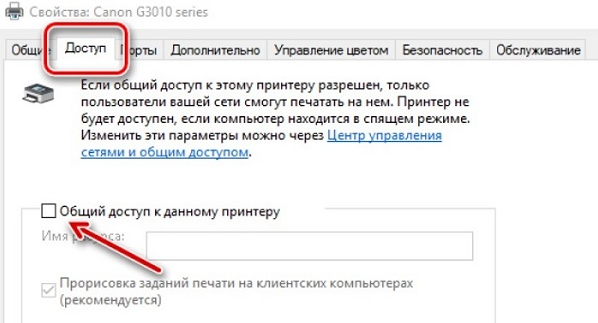 Свойства: Canon G3010 series
Общие Доступ Порты Дополнительно Управление цветом Безопасность Обслуживание
Если общий доступ к этому принтеру разрешен, только
пользователи вашей сети смогут печатать на нем. Принтер не
будет доступен, если компьютер находится в спящем режиме.
Изменить эти параметры можно через Центр управления
сетями и общим доступом.
Общий доступ к данному принтеру
Имя ресурса:
Прорисовка заданий печати на клиентских компьютерах
(рекомендуется)